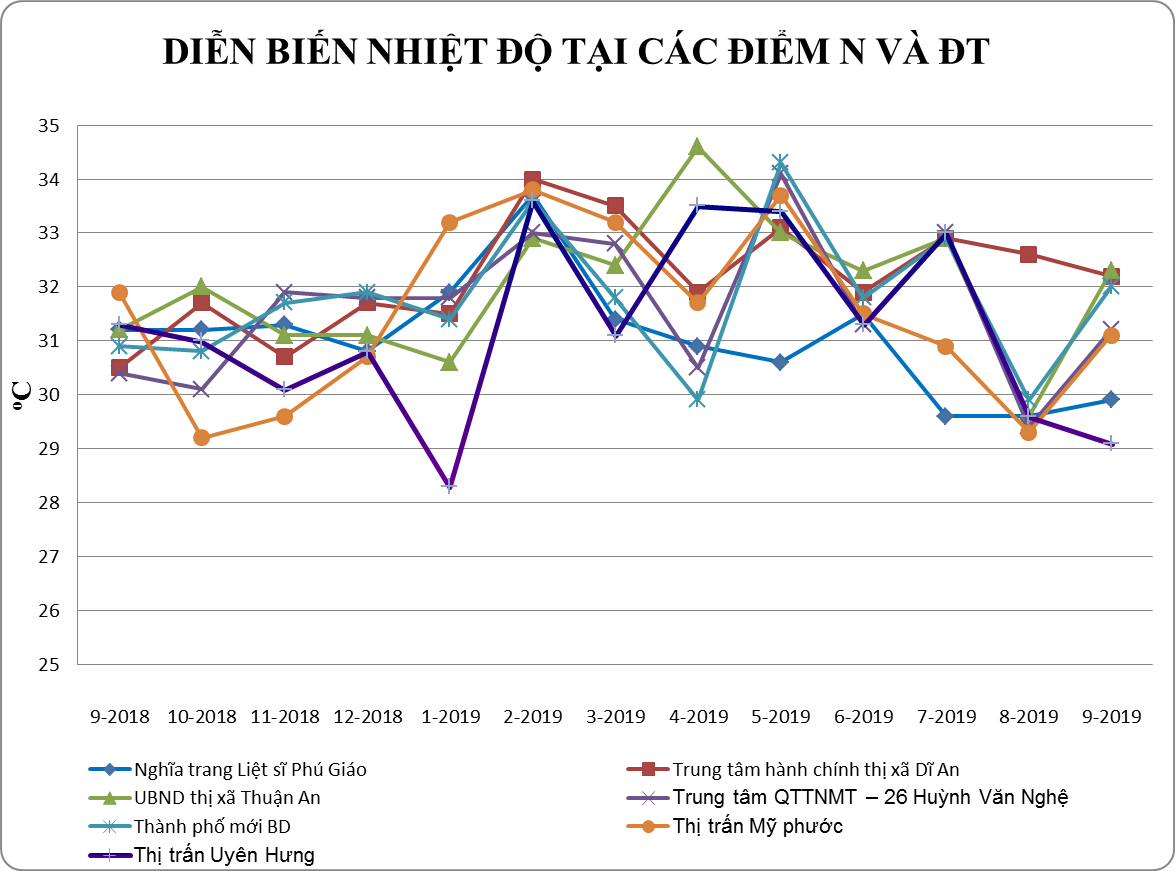 DIỄN BIẾN NHIỆT ĐỘ TẠI CÁC ĐIỂM N VÀ ĐT
35
34
33
32
31
30
29
28
27
26
25
ºC
9-2018 10-2018 11-2018 12-2018 1-2019 2-2019 3-2019 4-2019 5-2019 6-2019 7-2019 8-2019 9-2019
Nghĩa trang Liệt sĩ Phú Giáo Trung tâm hành chính thị xã Dĩ An
UBND thị xã Thuận An Trung tâm QTTNMT – 26 Huỳnh Văn Nghệ
Thành phố mới BD Thị trấn Mỹ phước
Thị trấn Uyên Hưng